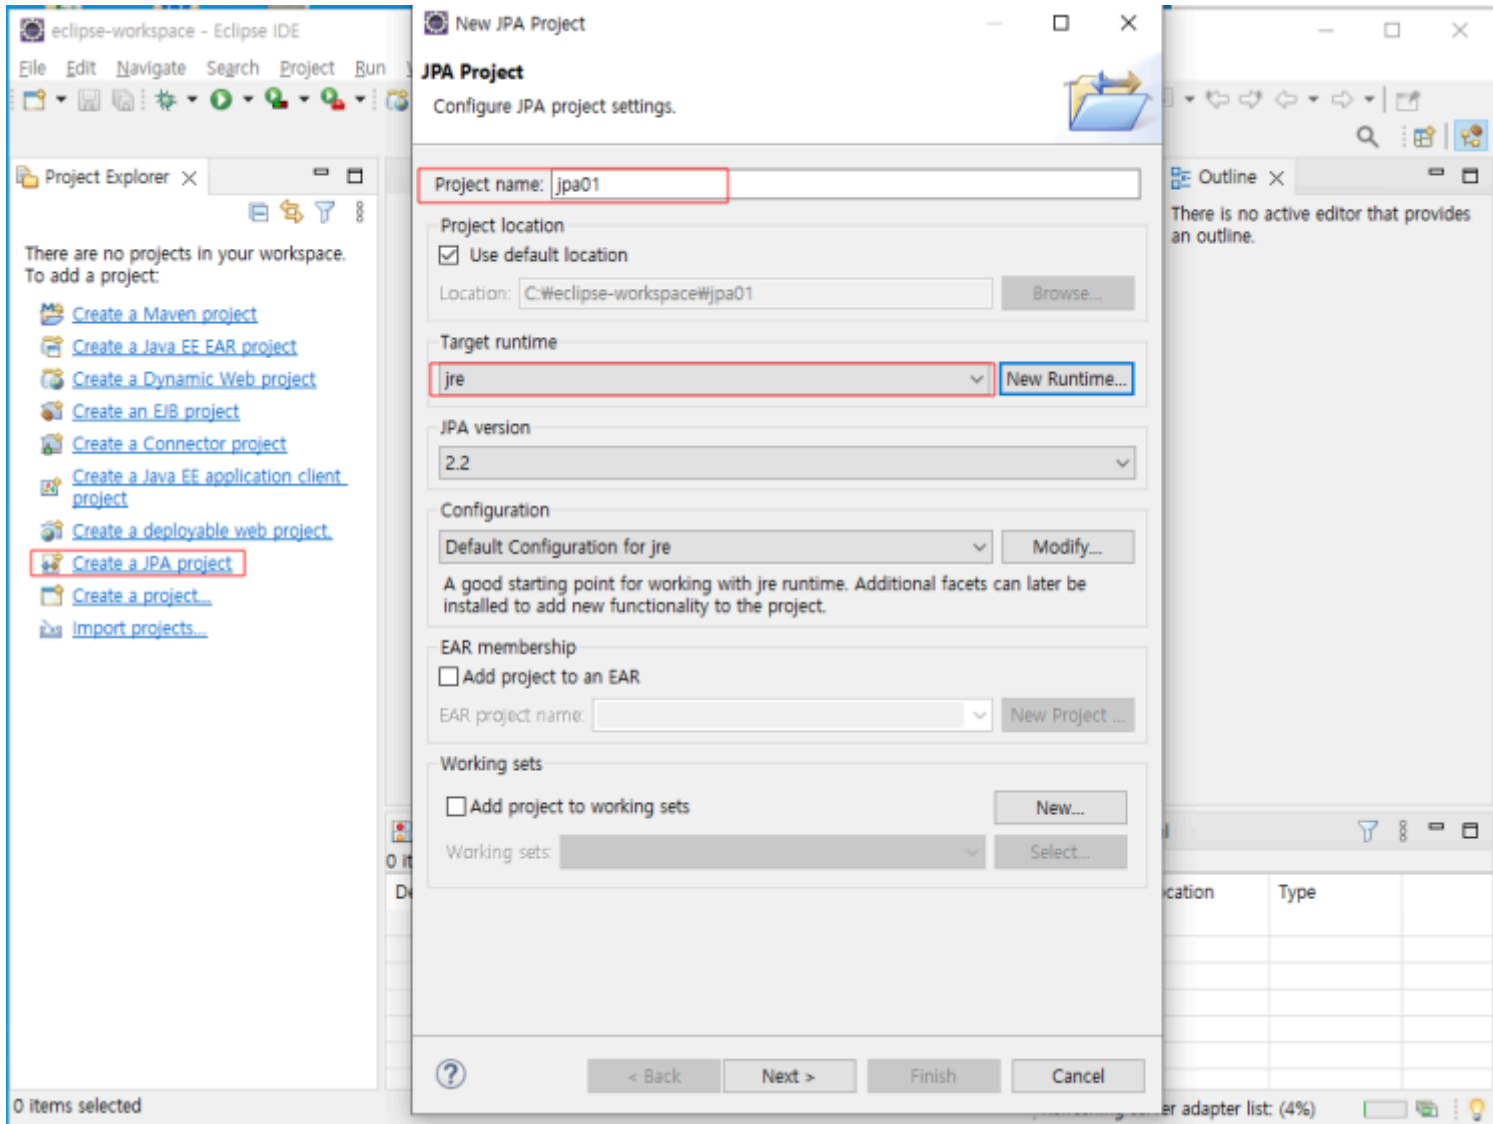 eclipse-workspace - Eclipse IDE
File Edit Navigate Search Project Run
Project Explorer
There are no projects in your workspace.
To add a project:
Create a Maven project
Create a Java EE EAR project
Create a Dynamic Web project
Create an EJB project
Create a Connector project
Create a Java EE application client
project
Create a deployable web project.
Create a JPA project
Create a project...
Import projects...
0 items selected
New JPA Project
JPA Project
Configure JPA project settings.
Project name: jpa01
Project location
Use default location
Location: C:₩eclipse-workspace₩jpa01 Browse...
Target runtime
jre New Runtime...
JPA version
2.2
Configuration
Default Configuration for jre Modify...
A good starting point for working with jre runtime. Additional facets can later be
installed to add new functionality to the project.
EAR membership
Add project to an EAR
EAR project name: New Project ...
Working sets
Add project to working sets New...
Working sets: Select...
< Back Next > Finish Cancel
Outline
There is no active editor that provides
an outline.
0 it
De
cation Type
er adapter list: (4%)